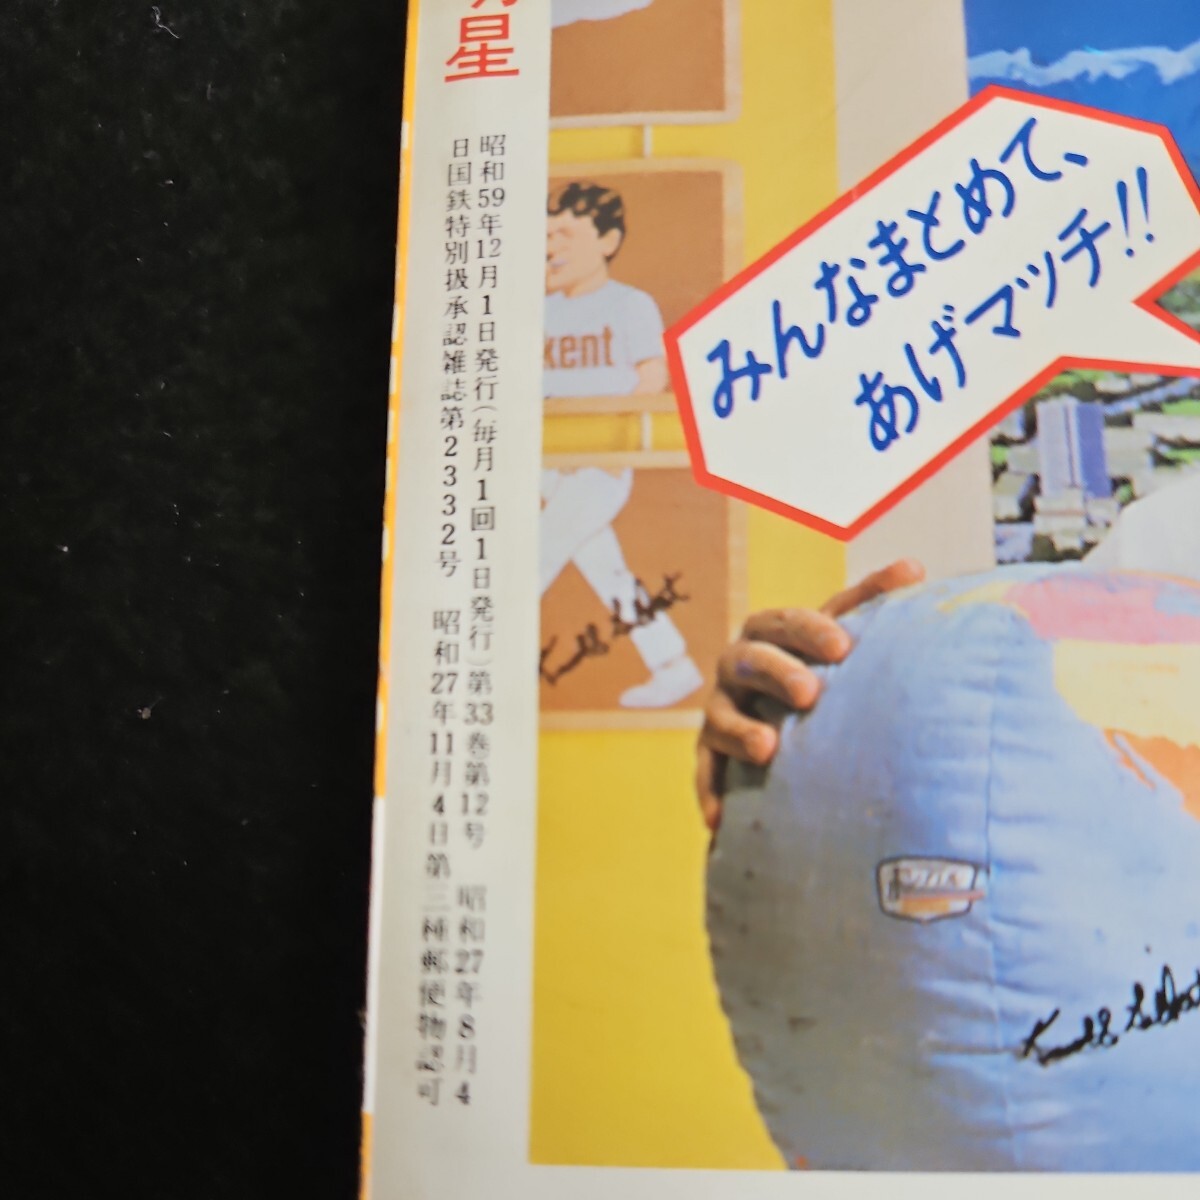 明星
昭和59年12月1日発行(毎月1回1日発行)第33巻第12号 昭和27年8月4
日国鉄特別扱承認雑誌第2332号 昭和27年11月4日第三種郵便物認可
みんなまとめて、
あげマッチ!!
kent